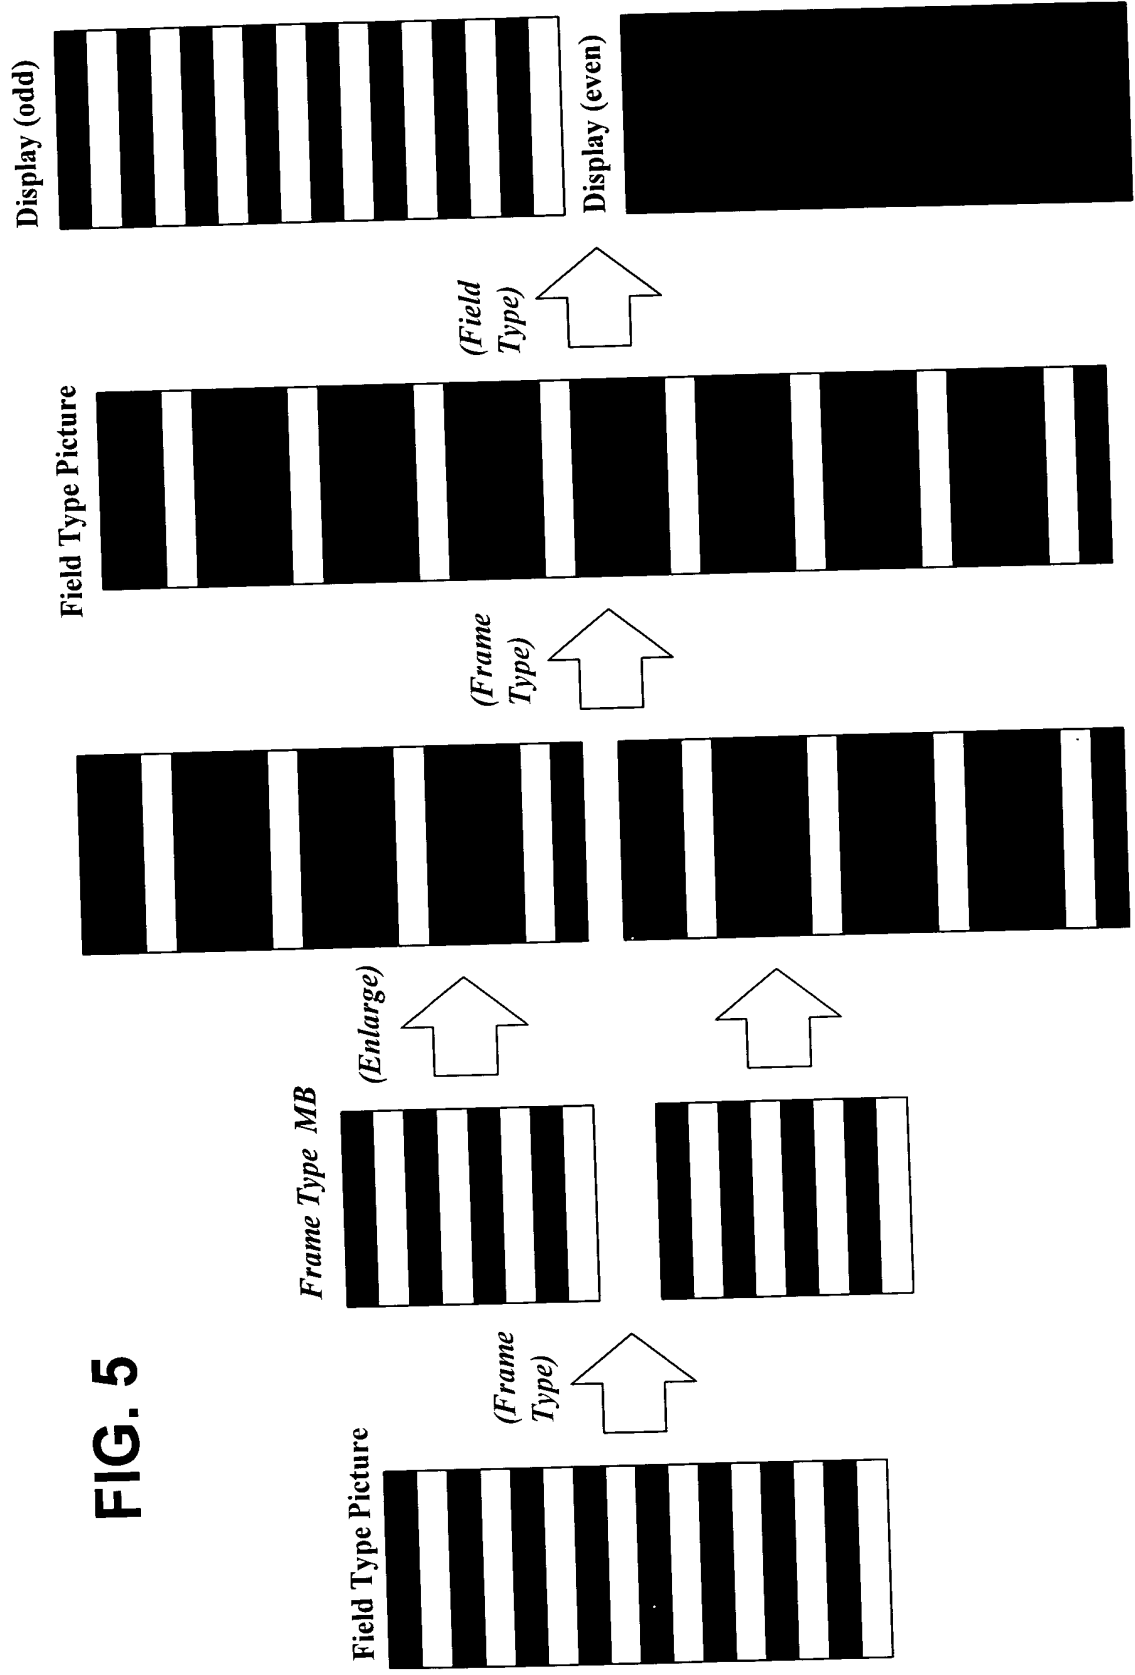 FIG. 5
Field Type Picture
(Frame
Type)
Frame Type MB
(Enlarge)
(Frame
Type)
Field Type Picture
(Field
Type)
Display (odd)
Display (even)